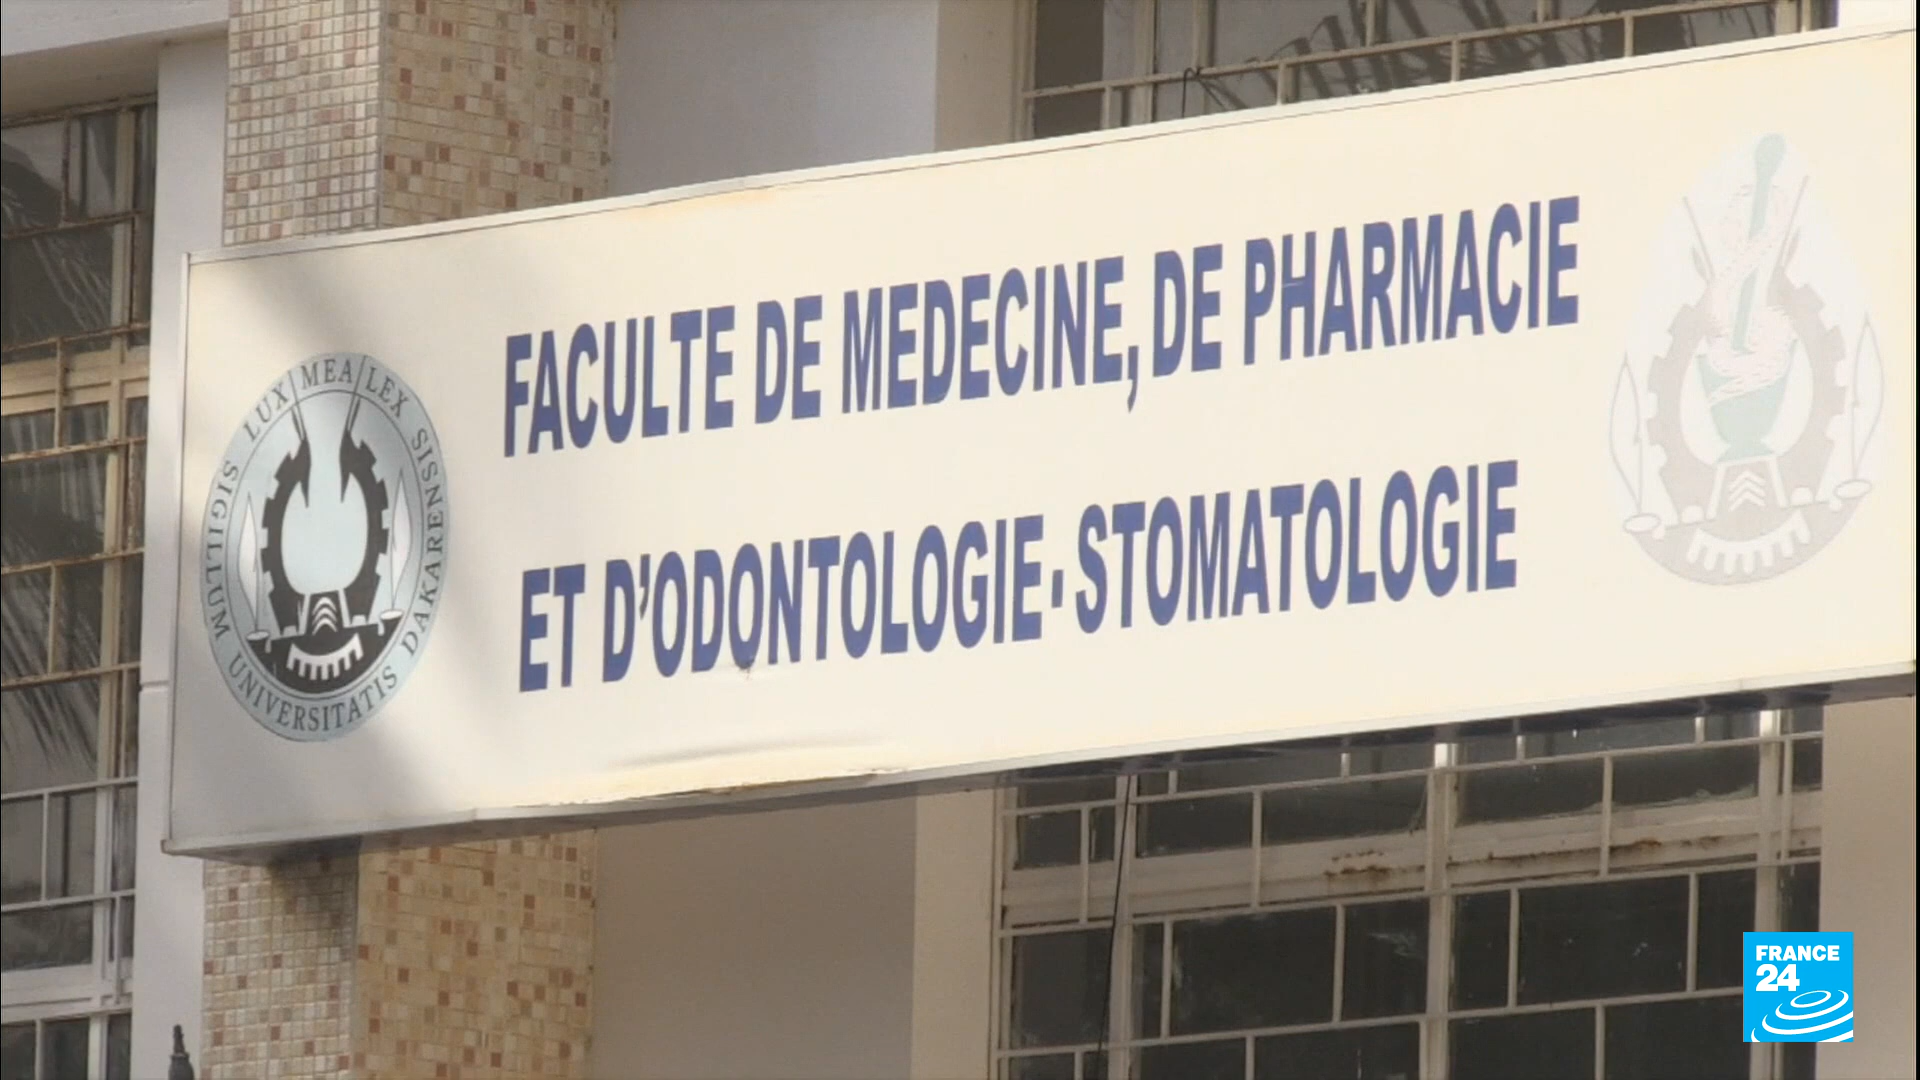 FACULTE DE MEDECINE, DE PHARMACIE
ET D'ODONTOLOGIE-STOMATOLOGIE
SIGILLUM UNIVERSITATIS DAKARENSIS
LUX MEA LEX
FRANCE
24